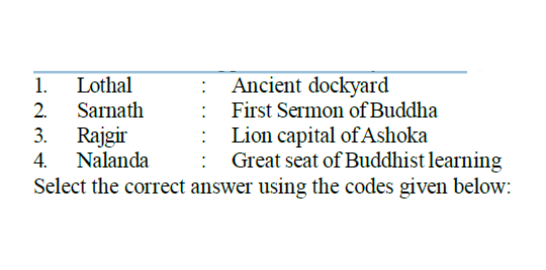 1. Lothal : Ancient dockyard
2. Sarnath : First Sermon of Buddha
3. Rajgir : Lion capital of Ashoka
4. Nalanda : Great seat of Buddhist learning
Select the correct answer using the codes given below: